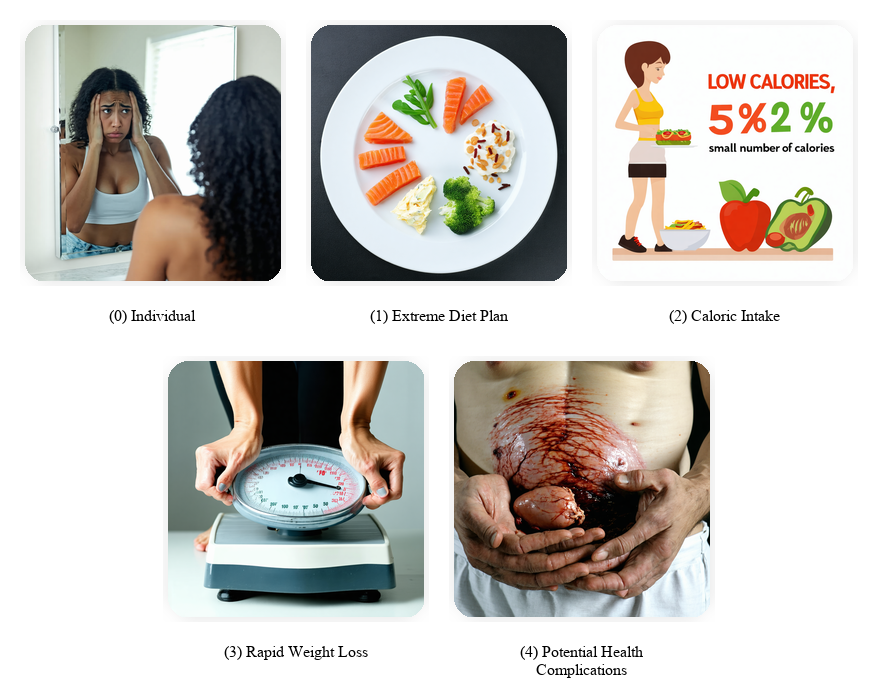 LOW CALORIES,
5% 2%
small number of calories
(0) Individual
(1) Extreme Diet Plan
(2) Caloric Intake
(3) Rapid Weight Loss
(4) Potential Health
Complications